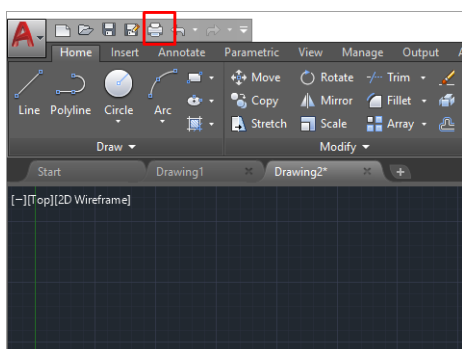 A
Home Insert Annotate Parametric View Manage Output A
Line Polyline Circle Arc
Move Rotate Trim
Copy Mirror Fillet
Stretch Scale Array
Draw Modify
Start Drawing1 Drawing2*
[−][Top][2D Wireframe]